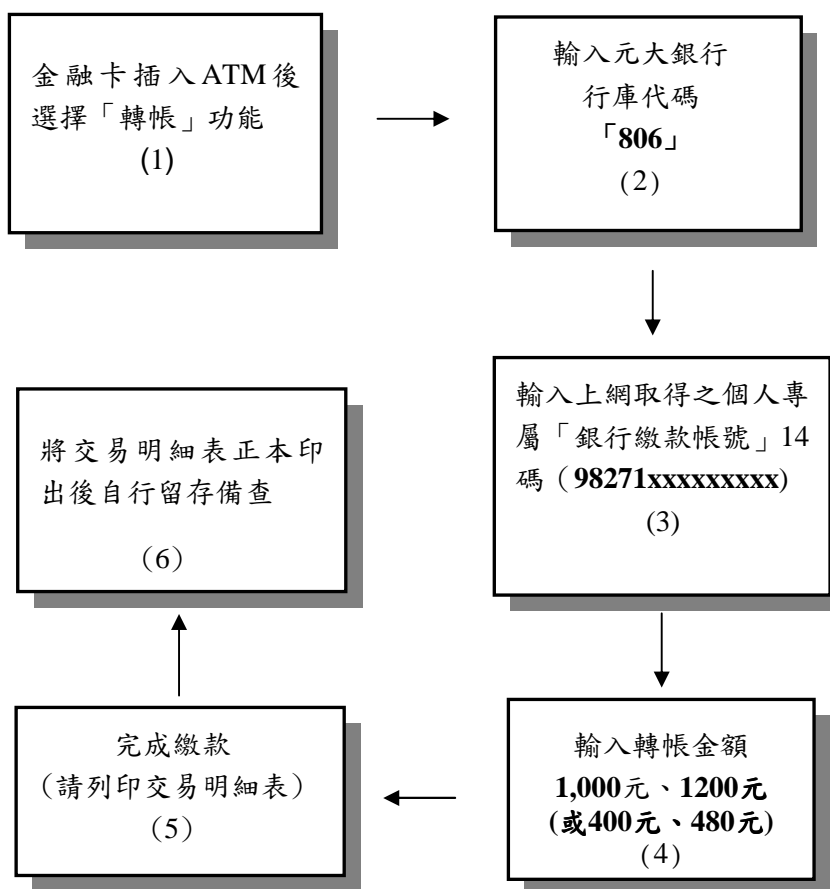 金融卡插入ATM後
選擇「轉帳」功能
(1)
輸入元大銀行
行庫代碼
「806」
(2)
輸入上網取得之個人專
屬「銀行繳款帳號」14
碼(98271xxxxxxxxx)
(3)
輸入轉帳金額
1,000元、1200元
(或400元、480元)
(4)
完成繳款
(請列印交易明細表)
(5)
將交易明細表正本印
出後自行留存備查
(6)